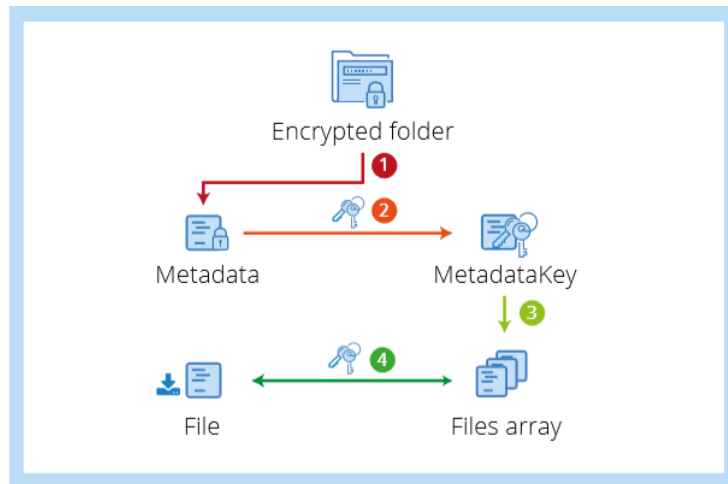 Encrypted folder
1
2
Metadata
MetadataKey
3
4
File
Files array